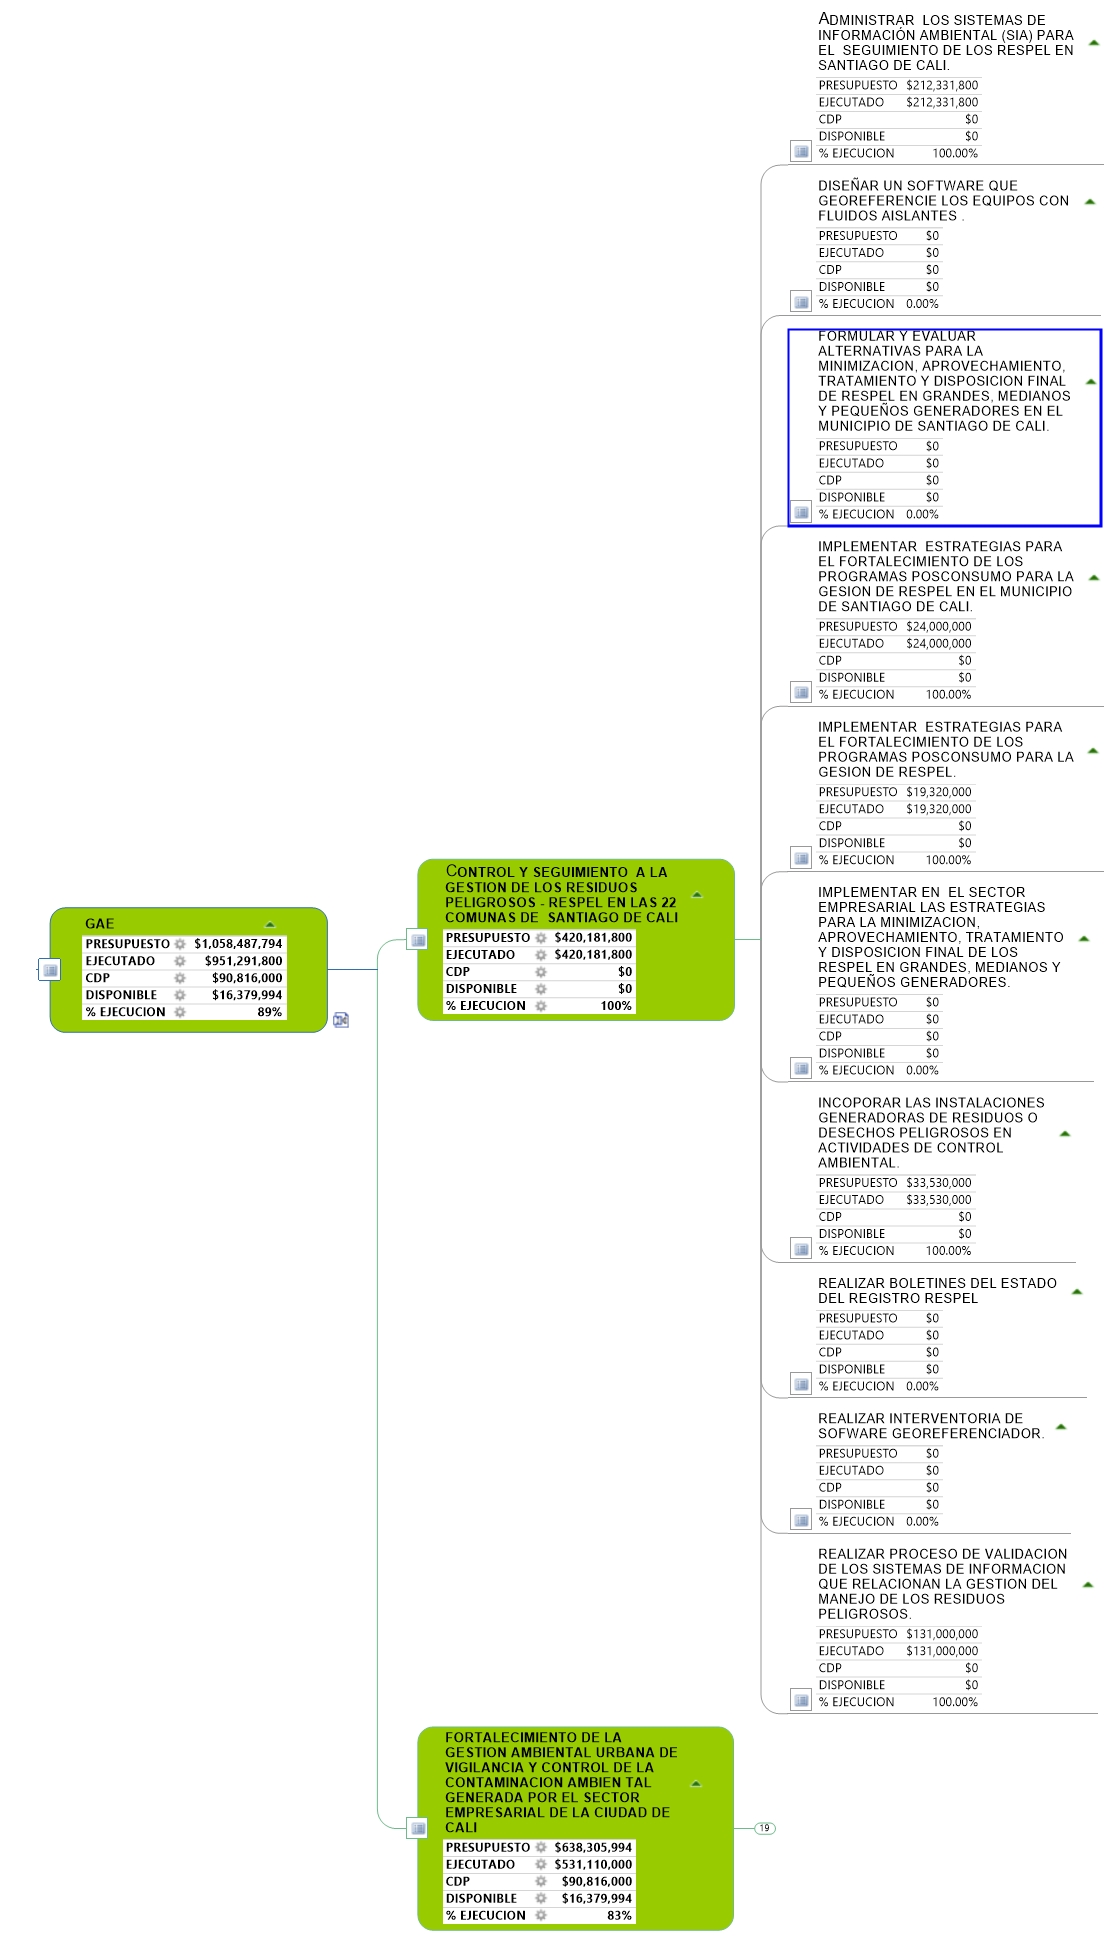 GAE
PRESUPUESTO $1,058,487,794
EJECUTADO $951,291,800
CDP $90,816,000
DISPONIBLE $16,379,994
% EJECUCION 89%
CONTROL Y SEGUIMIENTO A LA
GESTION DE LOS RESIDUOS
PELIGROSOS - RESPEL EN LAS 22
COMUNAS DE SANTIAGO DE CALI
PRESUPUESTO $420,181,800
EJECUTADO $420,181,800
CDP $0
DISPONIBLE $0
% EJECUCION 100%
ADMINISTRAR LOS SISTEMAS DE
INFORMACIÓN AMBIENTAL (SIA) PARA
EL SEGUIMIENTO DE LOS RESPEL EN
SANTIAGO DE CALI.
PRESUPUESTO $212,331,800
EJECUTADO $212,331,800
CDP $0
DISPONIBLE $0
% EJECUCION 100.00%
DISEÑAR UN SOFTWARE QUE
GEOREFERENCIE LOS EQUIPOS CON
FLUIDOS AISLANTES .
PRESUPUESTO $0
EJECUTADO $0
CDP $0
DISPONIBLE $0
% EJECUCION 0.00%
FORMULAR Y EVALUAR
ALTERNATIVAS PARA LA
MINIMIZACION, APROVECHAMIENTO,
TRATAMIENTO Y DISPOSICION FINAL
DE RESPEL EN GRANDES, MEDIANOS
Y PEQUEÑOS GENERADORES EN EL
MUNICIPIO DE SANTIAGO DE CALI.
PRESUPUESTO $0
EJECUTADO $0
CDP $0
DISPONIBLE $0
% EJECUCION 0.00%
IMPLEMENTAR ESTRATEGIAS PARA
EL FORTALECIMIENTO DE LOS
PROGRAMAS POSCONSUMO PARA LA
GESION DE RESPEL EN EL MUNICIPIO
DE SANTIAGO DE CALI.
PRESUPUESTO $24,000,000
EJECUTADO $24,000,000
CDP $0
DISPONIBLE $0
% EJECUCION 100.00%
IMPLEMENTAR ESTRATEGIAS PARA
EL FORTALECIMIENTO DE LOS
PROGRAMAS POSCONSUMO PARA LA
GESION DE RESPEL.
PRESUPUESTO $19,320,000
EJECUTADO $19,320,000
CDP $0
DISPONIBLE $0
% EJECUCION 100.00%
IMPLEMENTAR EN EL SECTOR
EMPRESARIAL LAS ESTRATEGIAS
PARA LA MINIMIZACION,
APROVECHAMIENTO, TRATAMIENTO
Y DISPOSICION FINAL DE LOS
RESPEL EN GRANDES, MEDIANOS Y
PEQUEÑOS GENERADORES.
PRESUPUESTO $0
EJECUTADO $0
CDP $0
DISPONIBLE $0
% EJECUCION 0.00%
INCOPORAR LAS INSTALACIONES
GENERADORAS DE RESIDUOS O
DESECHOS PELIGROSOS EN
ACTIVIDADES DE CONTROL
AMBIENTAL.
PRESUPUESTO $33,530,000
EJECUTADO $33,530,000
CDP $0
DISPONIBLE $0
% EJECUCION 100.00%
REALIZAR BOLETINES DEL ESTADO
DEL REGISTRO RESPEL
PRESUPUESTO $0
EJECUTADO $0
CDP $0
DISPONIBLE $0
% EJECUCION 0.00%
REALIZAR INTERVENTORIA DE
SOFWARE GEOREFERENCIADOR.
PRESUPUESTO $0
EJECUTADO $0
CDP $0
DISPONIBLE $0
% EJECUCION 0.00%
REALIZAR PROCESO DE VALIDACION
DE LOS SISTEMAS DE INFORMACION
QUE RELACIONAN LA GESTION DEL
MANEJO DE LOS RESIDUOS
PELIGROSOS.
PRESUPUESTO $131,000,000
EJECUTADO $131,000,000
CDP $0
DISPONIBLE $0
% EJECUCION 100.00%
FORTALECIMIENTO DE LA
GESTION AMBIENTAL URBANA DE
VIGILANCIA Y CONTROL DE LA
CONTAMINACION AMBIEN TAL
GENERADA POR EL SECTOR
EMPRESARIAL DE LA CIUDAD DE
CALI
PRESUPUESTO $638,305,994
EJECUTADO $531,110,000
CDP $90,816,000
DISPONIBLE $16,379,994
% EJECUCION 83%
19